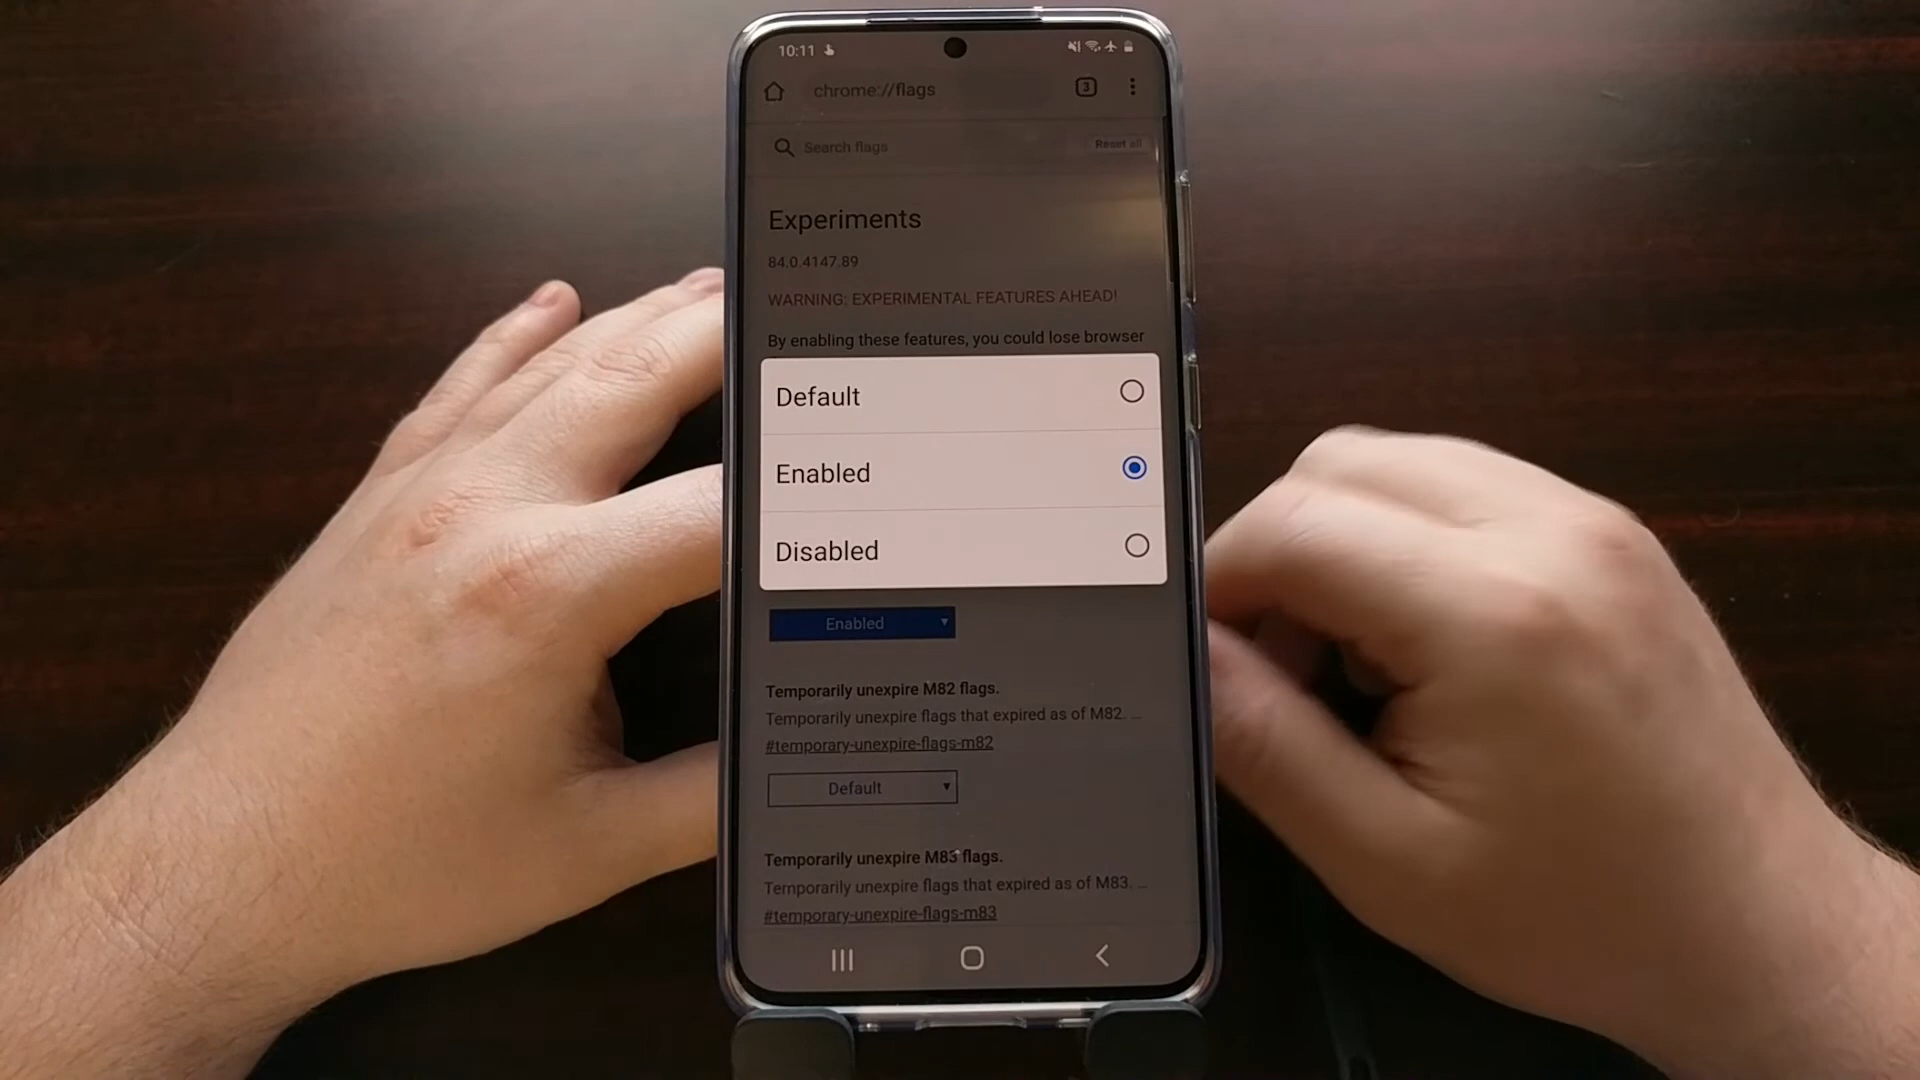 10:11
chrome://flags
3
Search flags
Reset all
Experiments
84.0.4147.89
WARNING: EXPERIMENTAL FEATURES AHEAD!
By enabling these features, you could lose browser
Default
Enabled
Disabled
Enabled
Temporarily unexpire M82 flags.
Temporarily unexpire flags that expired as of M82. ...
#temporary-unexpire-flags-m82
Default
Temporarily unexpire M83 flags.
Temporarily unexpire flags that expired as of M83. ...
#temporary-unexpire-flags-m83